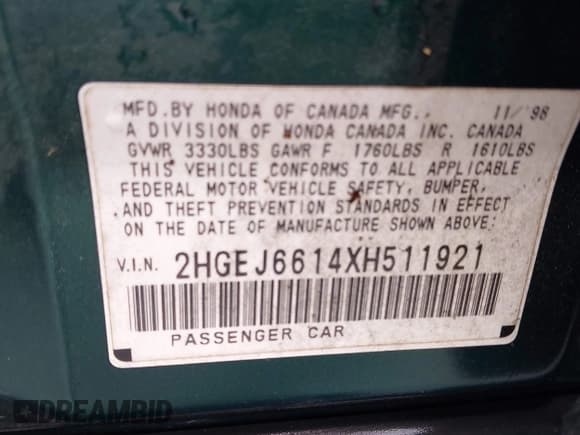 MFD.BY HONDA OF CANADA MFG., 11/'98
A DIVISION OF HONDA CANADA INC. CANADA
GVWR 3330LBS GAWR F 1760LBS R 1610LBS
THIS VEHICLE CONFORMS TO ALL APPLICABLE
FEDERAL MOTOR VEHICLE SAFETY, BUMPER,
AND THEFT PREVENTION STANDARDS IN EFFECT
ON THE DATE OF MANUFACTURE SHOWN ABOVE.
V.I.N. 2HGEJ6614XH511921
PASSENGER CAR
DREAMBID